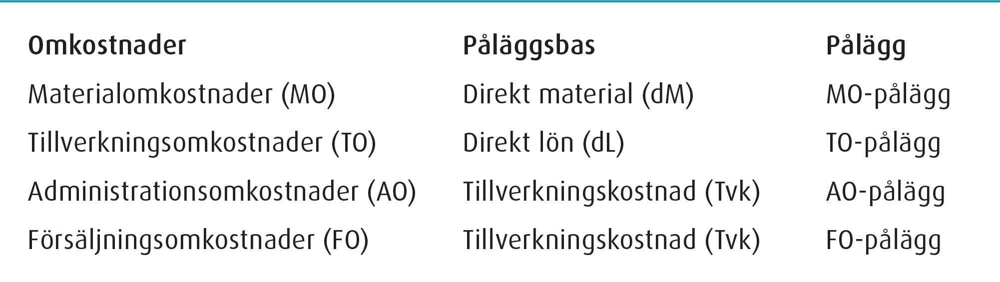 Omkostnader Påläggsbas Pålägg
Materialomkostnader (MO) Direkt material (dM) MO-pålägg
Tillverkningsomkostnader (TO) Direkt lön (dL) TO-pålägg
Administrationsomkostnader (AO) Tillverkningskostnad (Tvk) AO-pålägg
Försäljningsomkostnader (FO) Tillverkningskostnad (Tvk) FO-pålägg